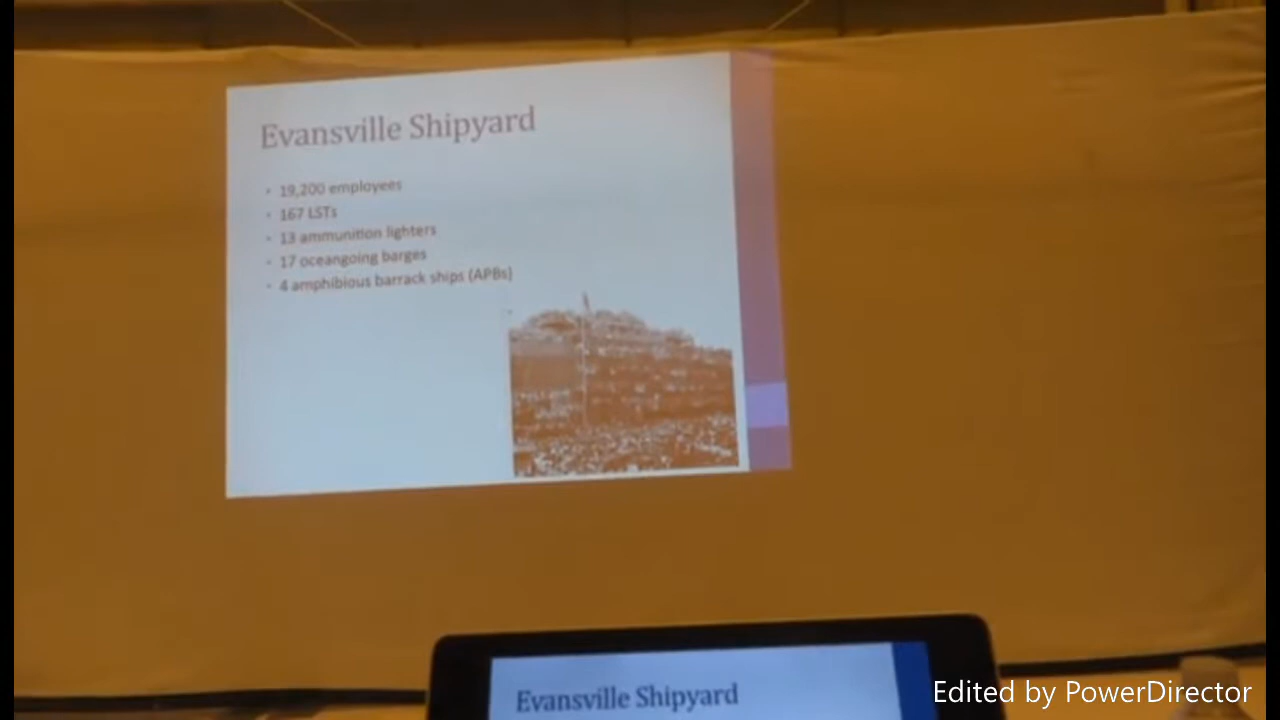 Evansville Shipyard
• 19,200 employees
• 167 LSTs
• 13 ammunition lighters
• 17 oceangoing barges
• 4 amphibious barrack ships (APBs)
Evansville Shipyard
Edited by PowerDirector